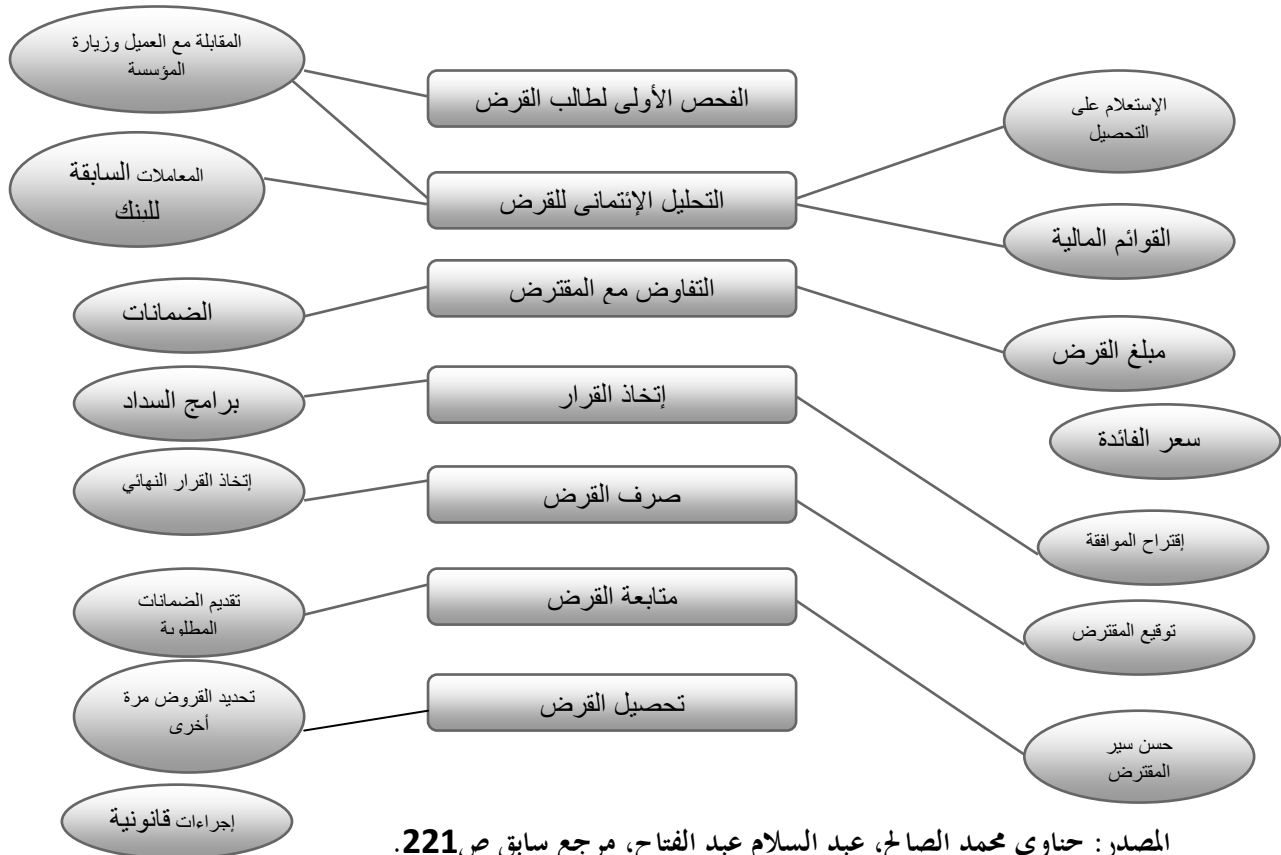 المقابلة مع العميل وزيارة
المؤسسة
الفحص الأولى لطالب القرض
الإستعلام على
التحصيل
المعاملات السابقة
للبنك
التحليل الإئتمانى للقرض
القوائم المالية
الضمانات
التفاوض مع المقترض
مبلغ القرض
برامج السداد
إتخاذ القرار
سعر الفائدة
إتخاذ القرار النهائي
صرف القرض
إقتراح الموافقة
تقديم الضمانات
المطلوبة
متابعة القرض
توقيع المقترض
تحديد القروض مرة
أخرى
تحصيل القرض
حسن سير
المقترض
إجراءات قانونية
المصدر: حناوي محمد الصالح، عبد السلام عبد الفتاح، مرجع سابق ص221.